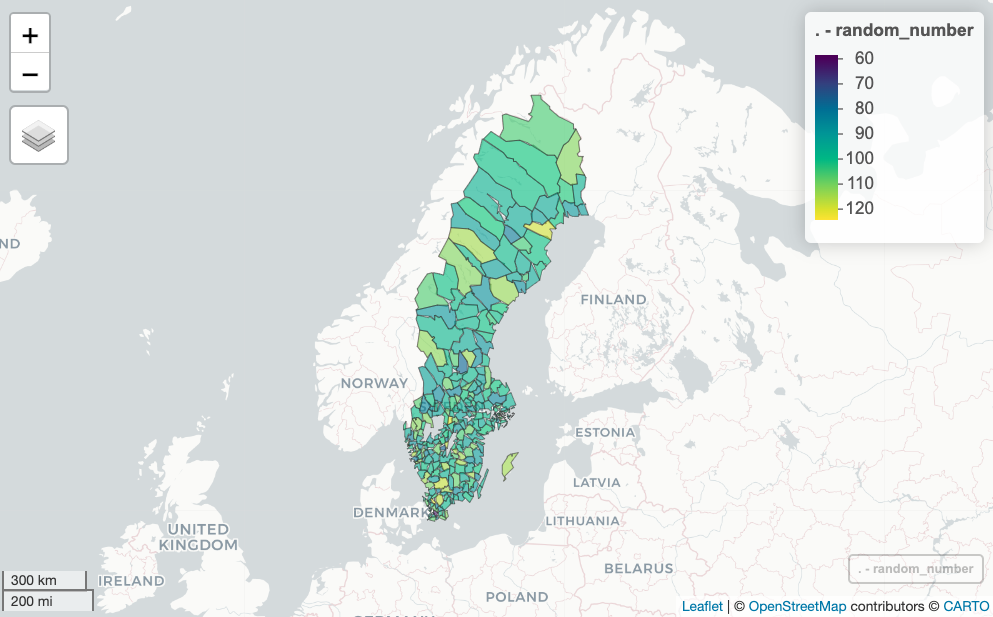 +
−
. - random_number
60
70
80
90
100
110
120
ND
FINLAND
NORWAY
ESTONIA
LATVIA
DENMARK
LITHUANIA
UNITED
KINGDOM
IRELAND
BELARUS
POLAND
300 km
200 mi
. - random_number
Leaflet | © OpenStreetMap contributors © CARTO